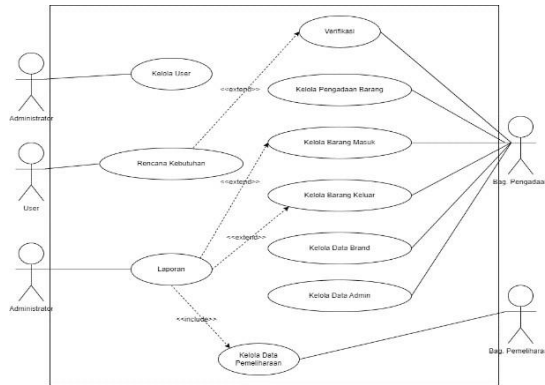 Verifikasi
Kelola User
<<extend>>
Kelola Pengadaan Barang
Administrator
Kelola Barang Masuk
Rencana Kebutuhan
Bag. Pengadaa
<<extend>>
Kelola Barang Keluar
User
<<extend>>
Kelola Data Brand
Laporan
Kelola Data Admin
Administrator
<<include>>
Kelola Data
Pemeliharaan
Bag. Pemelihara